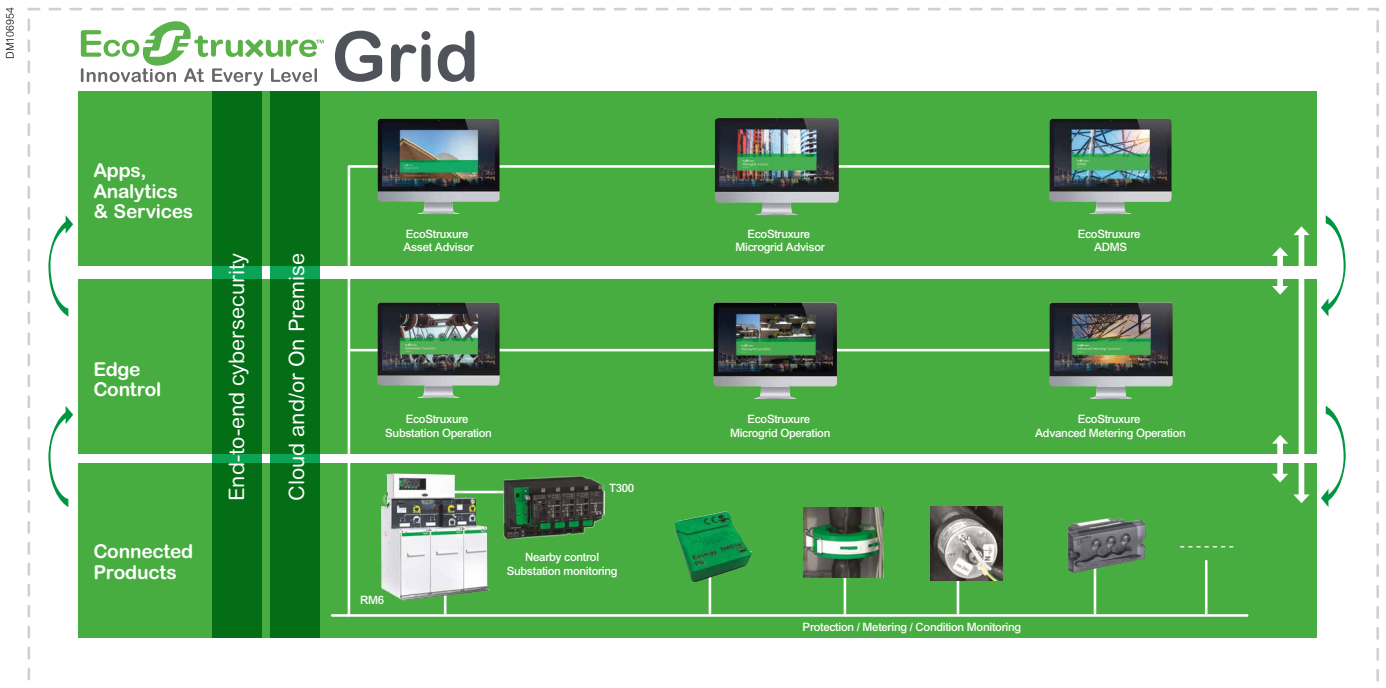 DM106954
EcoStruxure™ Grid
Innovation At Every Level
Apps,
Analytics
& Services
End-to-end cybersecurity
Cloud and/or On Premise
EcoStruxure
Asset Advisor
EcoStruxure
Microgrid Advisor
EcoStruxure
ADMS
Edge
Control
EcoStruxure
Substation Operation
EcoStruxure
Microgrid Operation
EcoStruxure
Advanced Metering Operation
Connected
Products
T300
Nearby control
Substation monitoring
RM6
Protection / Metering / Condition Monitoring